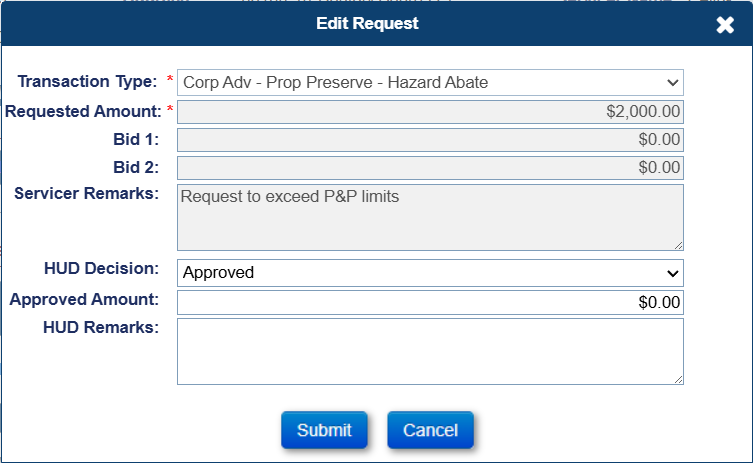 Edit Request
Transaction Type: * Corp Adv - Prop Preserve - Hazard Abate
Requested Amount: * $2,000.00
Bid 1: $0.00
Bid 2: $0.00
Servicer Remarks: Request to exceed P&P limits
HUD Decision: Approved
Approved Amount: $0.00
HUD Remarks:
Submit Cancel